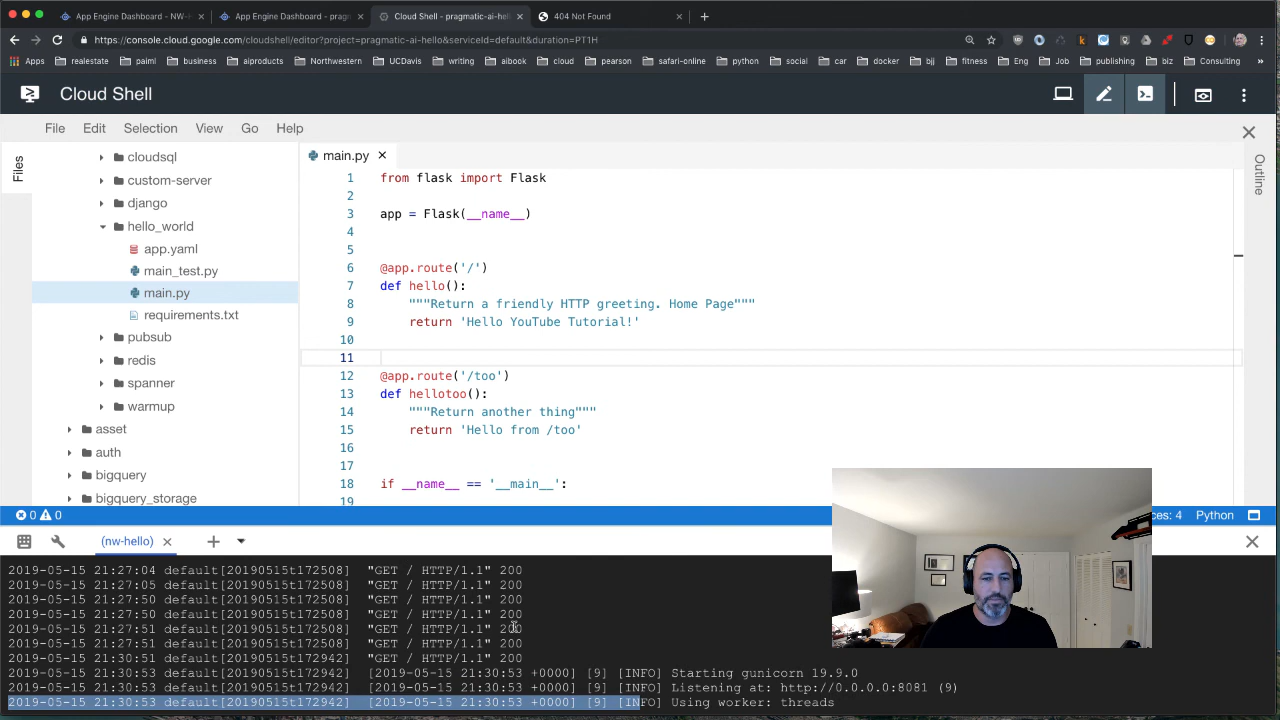 App Engine Dashboard - NW-
App Engine Dashboard - pragm
Cloud Shell - pragmatic-ai-hell
404 Not Found
https://console.cloud.google.com/cloudshell/editor?project=pragmatic-ai-hello&serviceId=default&duration=PT1H
Apps realestate paiml business aiproducts Northwestern UCDavis writing aibook cloud pearson safari-online python social car docker bjj fitness Eng Job publishing biz Consulting »
Cloud Shell
File Edit Selection View Go Help
Files
cloudsql
custom-server
django
hello_world
app.yaml
main_test.py
main.py
requirements.txt
pubsub
redis
spanner
warmup
asset
auth
bigquery
bigquery_storage
main.py
Outline
1 from flask import Flask
2
3 app = Flask(__name__)
4
5
6 @app.route('/')
7 def hello():
8 """Return a friendly HTTP greeting. Home Page"""
9 return 'Hello YouTube Tutorial!'
10
11
12 @app.route('/too')
13 def hellotoo():
14 """Return another thing"""
15 return 'Hello from /too'
16
17
18 if __name__ == '__main__':
19
0 0
ces: 4 Python
(nw-hello)
2019-05-15 21:27:04 default[20190515t172508] "GET / HTTP/1.1" 200
2019-05-15 21:27:05 default[20190515t172508] "GET / HTTP/1.1" 200
2019-05-15 21:27:50 default[20190515t172508] "GET / HTTP/1.1" 200
2019-05-15 21:27:50 default[20190515t172508] "GET / HTTP/1.1" 200
2019-05-15 21:27:51 default[20190515t172508] "GET / HTTP/1.1" 200
2019-05-15 21:27:51 default[20190515t172508] "GET / HTTP/1.1" 200
2019-05-15 21:30:51 default[20190515t172942] "GET / HTTP/1.1" 200
2019-05-15 21:30:53 default[20190515t172942] [2019-05-15 21:30:53 +0000] [9] [INFO] Starting gunicorn 19.9.0
2019-05-15 21:30:53 default[20190515t172942] [2019-05-15 21:30:53 +0000] [9] [INFO] Listening at: http://0.0.0.0:8081 (9)
2019-05-15 21:30:53 default[20190515t172942] [2019-05-15 21:30:53 +0000] [9] [INFO] Using worker: threads